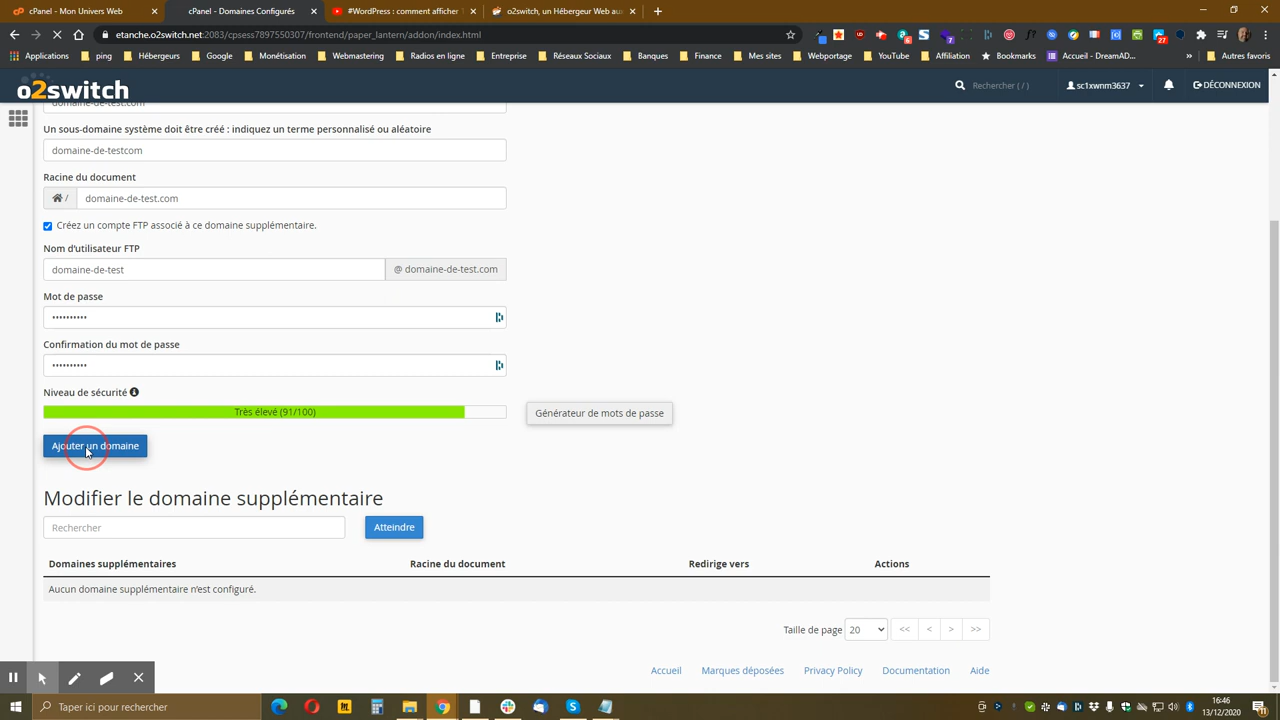 cPanel - Mon Univers Web
cPanel - Domaines Configurés
#WordPress : comment afficher
o2switch, un Hébergeur Web au
etanche.o2switch.net:2083/cpsess7897550307/frontend/paper_lantern/addon/index.html
Applications
ping
Hébergeurs
Google
Monétisation
Webmastering
Radios en ligne
Entreprise
Réseaux Sociaux
Banques
Finances
Mes sites
Webportage
YouTube
Affiliation
Bookmarks
Accueil - DreamAD...
»
Autres favoris
o2switch
Rechercher ( / )
sc1xwnm3637
DÉCONNEXION
domaine-de-test.com
Un sous-domaine système doit être créé : indiquez un terme personnalisé ou aléatoire
domaine-de-testcom
Racine du document
/ domaine-de-test.com
Créez un compte FTP associé à ce domaine supplémentaire.
Nom d'utilisateur FTP
domaine-de-test @ domaine-de-test.com
Mot de passe
••••••••••
Confirmation du mot de passe
••••••••••
Niveau de sécurité
Très élevé (91/100)
Générateur de mots de passe
Ajouter un domaine
Modifier le domaine supplémentaire
Rechercher
Atteindre
Domaines supplémentaires Racine du document Redirige vers Actions
Aucun domaine supplémentaire n'est configuré.
Taille de page 20 << < > >>
Accueil Marques déposées Privacy Policy Documentation Aide
Taper ici pour rechercher
16:46
13/12/2020